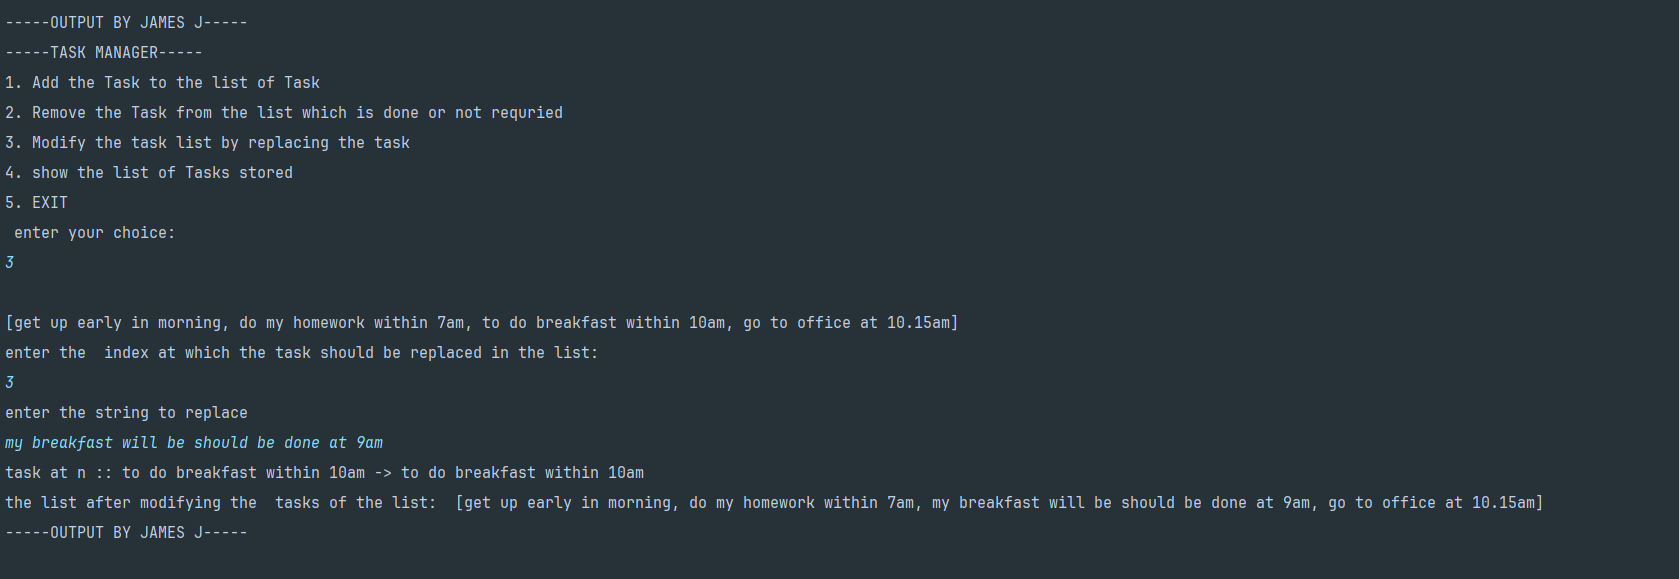 -----OUTPUT BY JAMES J-----
-----TASK MANAGER-----
1. Add the Task to the list of Task
2. Remove the Task from the list which is done or not requried
3. Modify the task list by replacing the task
4. show the list of Tasks stored
5. EXIT
 enter your choice:
3
[get up early in morning, do my homework within 7am, to do breakfast within 10am, go to office at 10.15am]
enter the  index at which the task should be replaced in the list:
3
enter the string to replace
my breakfast will be should be done at 9am
task at n :: to do breakfast within 10am -> to do breakfast within 10am
the list after modifying the  tasks of the list:  [get up early in morning, do my homework within 7am, my breakfast will be should be done at 9am, go to office at 10.15am]
-----OUTPUT BY JAMES J-----